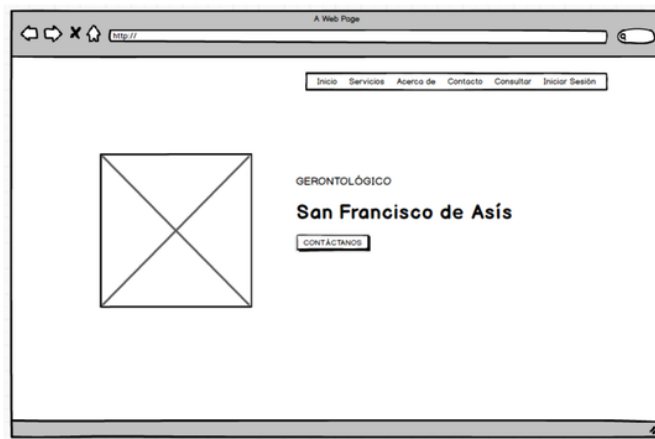 A Web Page
http://
Inicio Servicios Acerca de Contacto Consultar Iniciar Sesión
GERONTOLÓGICO
San Francisco de Asís
CONTÁCTANOS